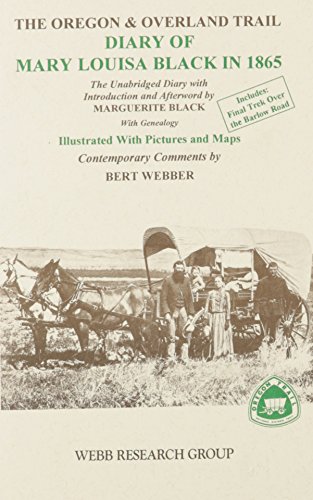 THE OREGON & OVERLAND TRAIL
DIARY OF
MARY LOUISA BLACK IN 1865
The Unabridged Diary with
Introduction and Afterword by
MARGUERITE BLACK
With Genealogy
Includes:
Final Trek Over
the Barlow Road
Illustrated With Pictures and Maps
Contemporary Comments by
BERT WEBBER
OREGON TRAIL
WEBB RESEARCH GROUP